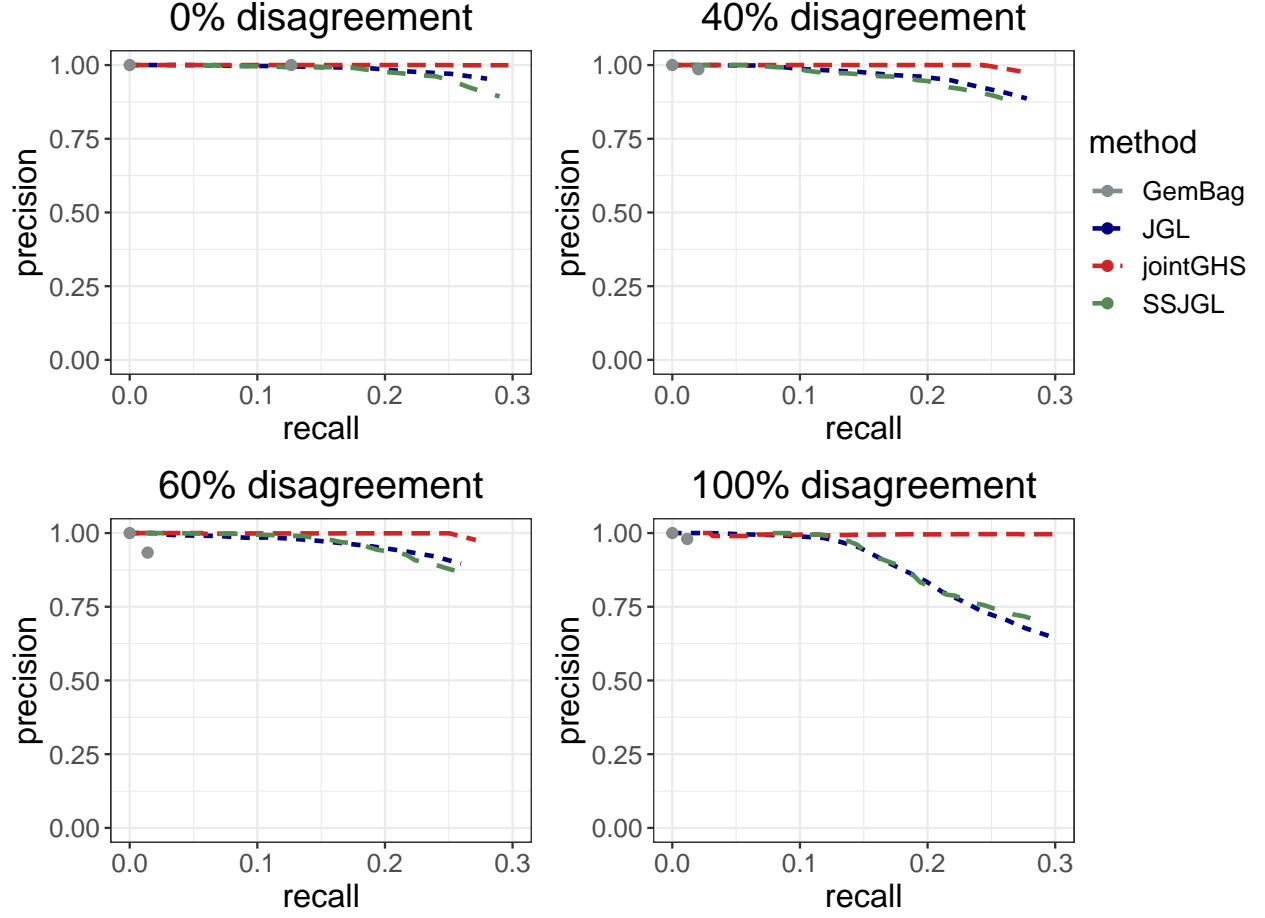 0% disagreement
1.00
0.75
0.50
0.25
0.00
precision
0.0 0.1 0.2 0.3
recall
40% disagreement
1.00
0.75
0.50
0.25
0.00
precision
0.0 0.1 0.2 0.3
recall
method
GemBag
JGL
jointGHS
SSJGL
60% disagreement
1.00
0.75
0.50
0.25
0.00
precision
0.0 0.1 0.2 0.3
recall
100% disagreement
1.00
0.75
0.50
0.25
0.00
precision
0.0 0.1 0.2 0.3
recall